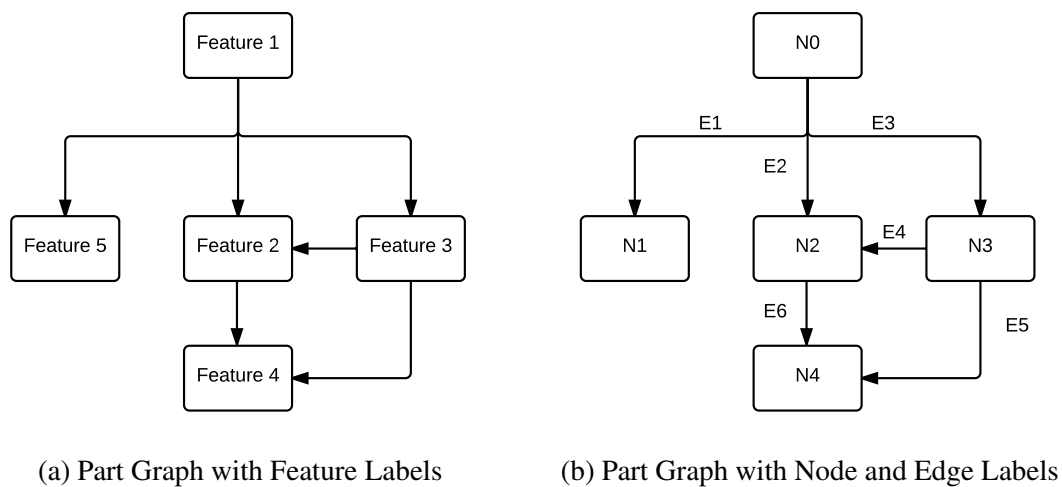 Feature 1
Feature 5
Feature 2
Feature 3
Feature 4
(a) Part Graph with Feature Labels
N0
E1
E3
E2
N1
N2
E4
N3
E6
E5
N4
(b) Part Graph with Node and Edge Labels